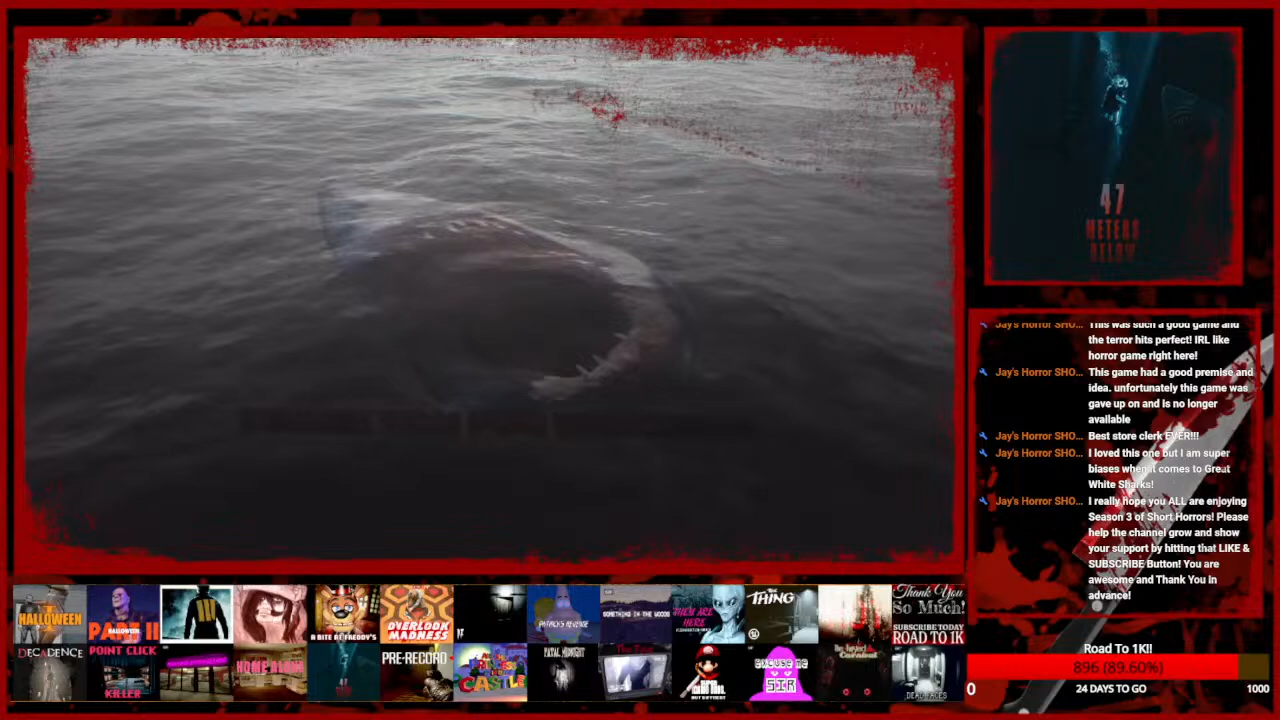 47
METERS
BELOW
Jay's Horror SHO... This was such a good game and
the terror hits perfect! IRL like
horror game right here!
Jay's Horror SHO... This game had a good premise and
idea. unfortunately this game was
gave up on and is no longer
available
Jay's Horror SHO... Best store clerk EVER!!!
Jay's Horror SHO... I loved this one but I am super
biases when it comes to Great
White Sharks!
Jay's Horror SHO... I really hope you ALL are enjoying
Season 3 of Short Horrors! Please
help the channel grow and show
your support by hitting that LIKE &
SUBSCRIBE Button! You are
awesome and Thank You in
advance!
Road To 1K!!
896 (89.60%)
0
24 DAYS TO GO
1000
HALLOWEEN
HALLOWEEN
PART II
A BITE AT FREDDY'S
OVERLOOK
MADNESS
PATRICK'S REVENGE
SOMETHING IN THE WOODS
THEY ARE
HERE
THE THING
Thank You
So Much!
SUBSCRIBE TODAY
ROAD TO 1K
DECADENCE
POINT CLICK
KILLER
HOME ALONE
47
PRE-RECORD
PRINCESS
CASTLE
FATAL MIDNIGHT
SUPER
EXCUSE ME
SIR
Carnival
DEAD FACES